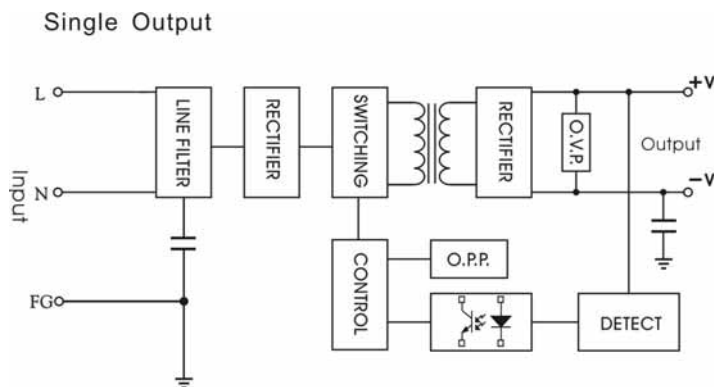 Single Output
L
N
FG
Input
LINE FILTER
RECTIFIER
SWITCHING
RECTIFIER
O.V.P.
+V
Output
-V
CONTROL
O.P.P.
DETECT